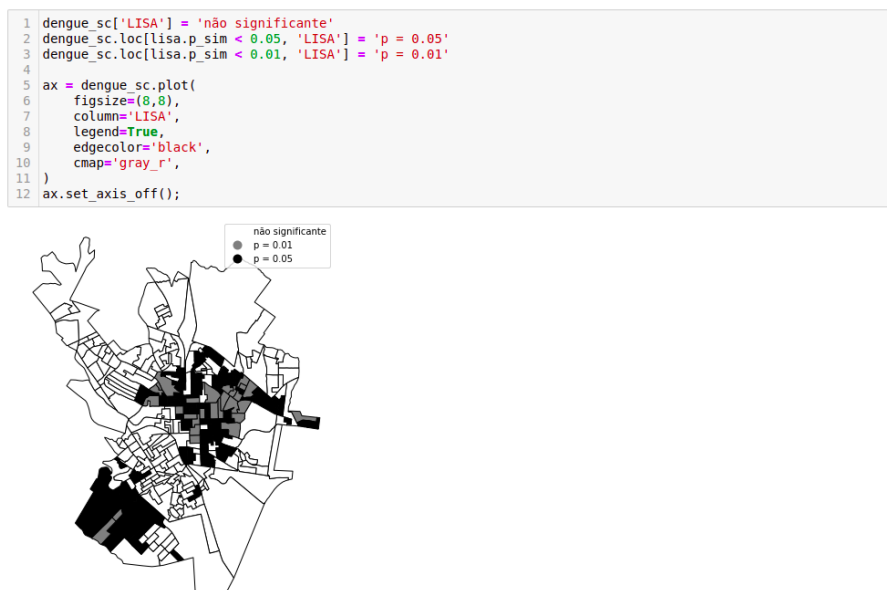 1 dengue_sc['LISA'] = 'não significante'
2 dengue_sc.loc[lisa.p_sim < 0.05, 'LISA'] = 'p = 0.05'
3 dengue_sc.loc[lisa.p_sim < 0.01, 'LISA'] = 'p = 0.01'
4
5 ax = dengue_sc.plot(
6     figsize=(8,8),
7     column='LISA',
8     legend=True,
9     edgecolor='black',
10     cmap='gray_r',
11 )
12 ax.set_axis_off();
não significante
p = 0.01
p = 0.05